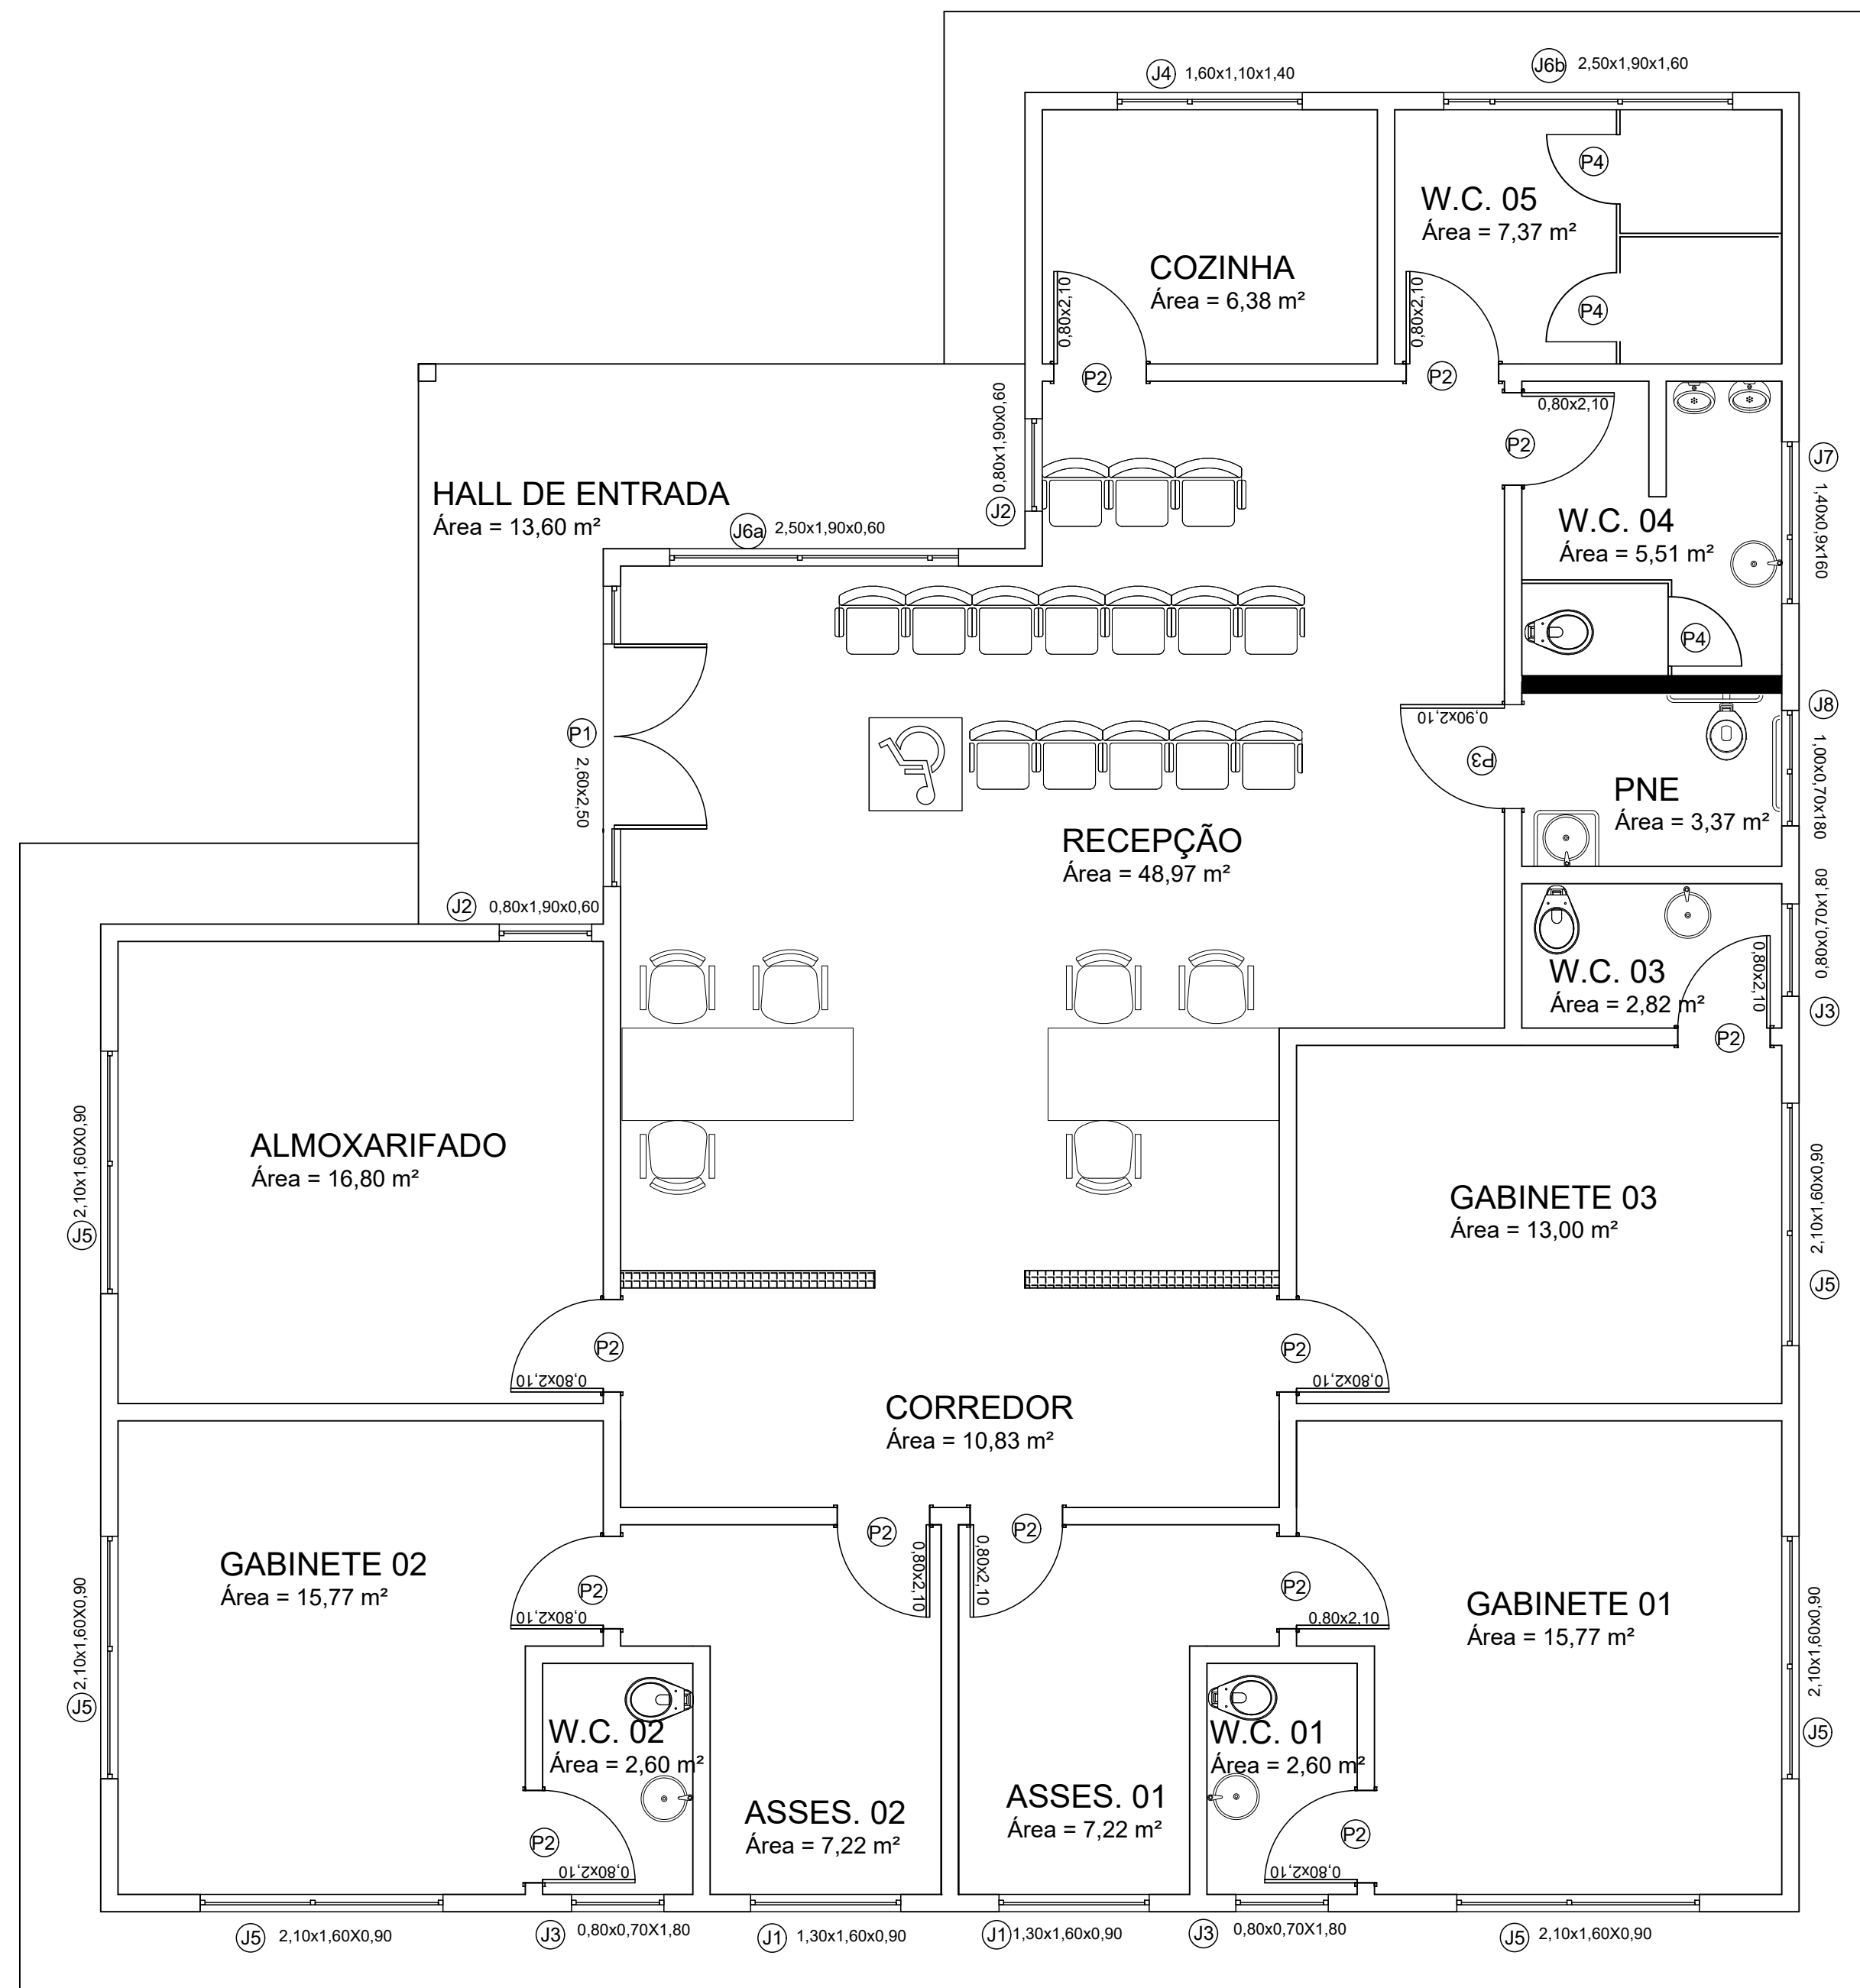 J4 1,60x1,10x1,40
J6b 2,50x1,90x1,60
P4
W.C. 05
Área = 7,37 m²
COZINHA
Área = 6,38 m²
0,80x2,10
P2
0,80x2,10
P2
P4
0,80x2,10
P2
0,80x1,90x0,60
J2
HALL DE ENTRADA
Área = 13,60 m²
J6a 2,50x1,90x0,60
W.C. 04
Área = 5,51 m²
J7
1,40x0,9x160
P4
P1
2,60x2,50
0,90x2,10
P3
J8
1,00x0,70x180
PNE
Área = 3,37 m²
RECEPÇÃO
Área = 48,97 m²
J2 0,80x1,90x0,60
W.C. 03
Área = 2,82 m²
0,80x2,10
P2
0,80x0,70x1,80
J3
ALMOXARIFADO
Área = 16,80 m²
2,10x1,60X0,90
J5
GABINETE 03
Área = 13,00 m²
2,10x1,60x0,90
J5
P2
0,80x2,10
P2
0,80x2,10
CORREDOR
Área = 10,83 m²
GABINETE 02
Área = 15,77 m²
2,10x1,60X0,90
J5
P2
0,80x2,10
P2
0,80x2,10
P2
0,80x2,10
P2
0,80x2,10
GABINETE 01
Área = 15,77 m²
2,10x1,60x0,90
J5
W.C. 02
Área = 2,60 m²
W.C. 01
Área = 2,60 m²
ASSES. 02
Área = 7,22 m²
ASSES. 01
Área = 7,22 m²
P2
0,80x2,10
P2
0,80x2,10
J5 2,10x1,60X0,90
J3 0,80x0,70X1,80
J1 1,30x1,60x0,90
J1 1,30x1,60x0,90
J3 0,80x0,70X1,80
J5 2,10x1,60X0,90